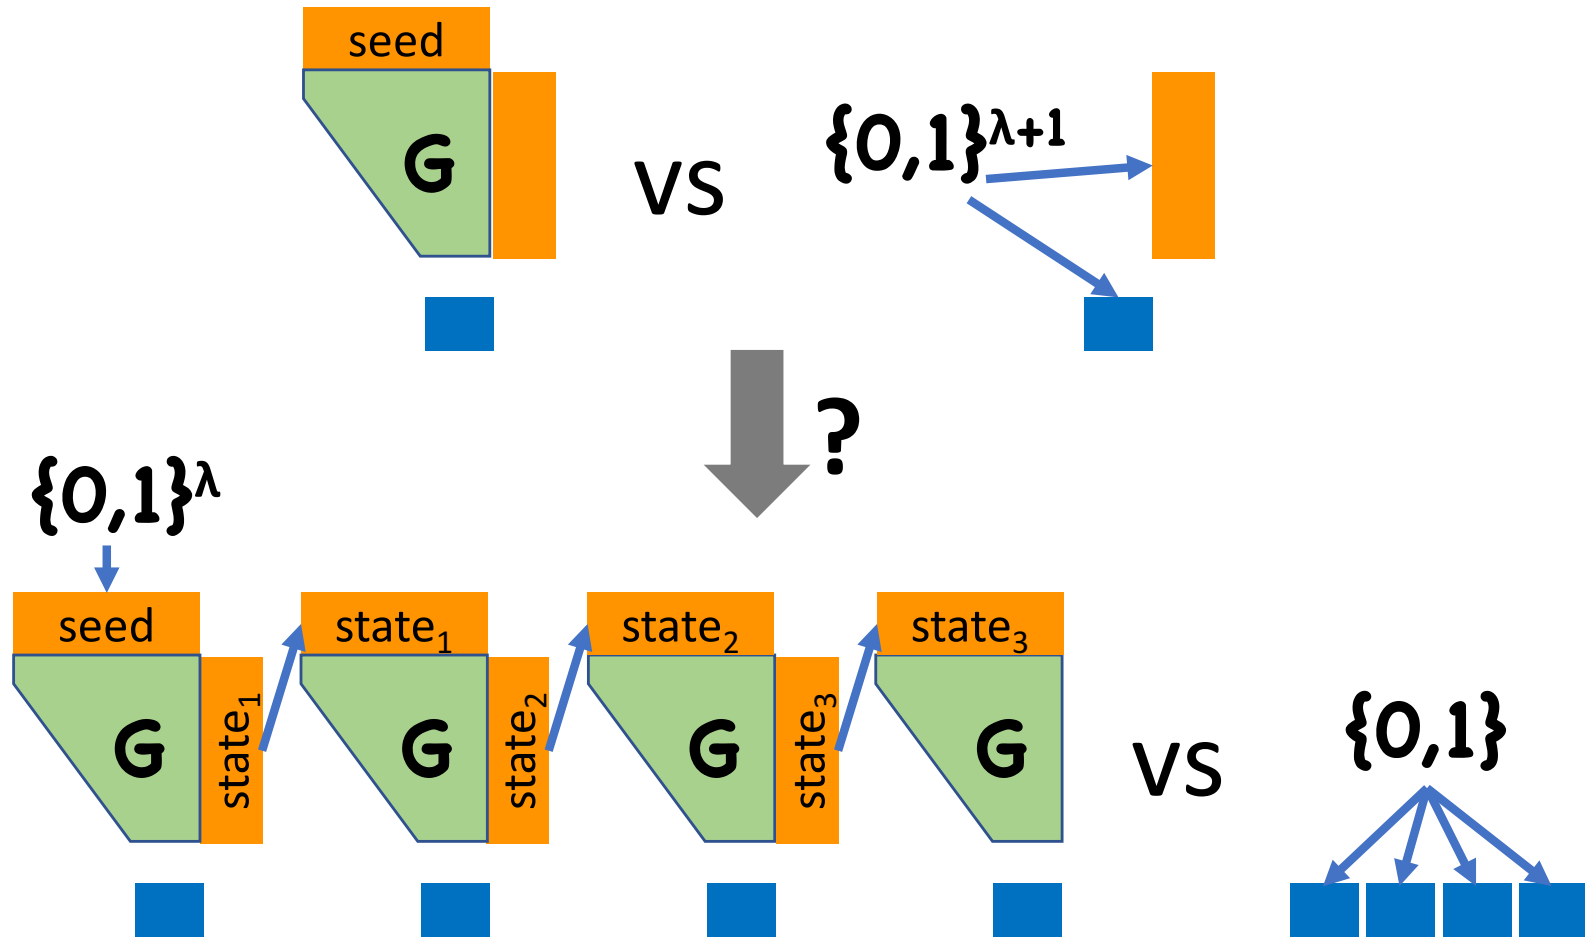 seed
G
vs
{0,1}^{λ+1}
?
{0,1}^λ
seed
state₁
state₂
state₃
G
state₁
G
state₂
G
state₃
G
vs
{0,1}